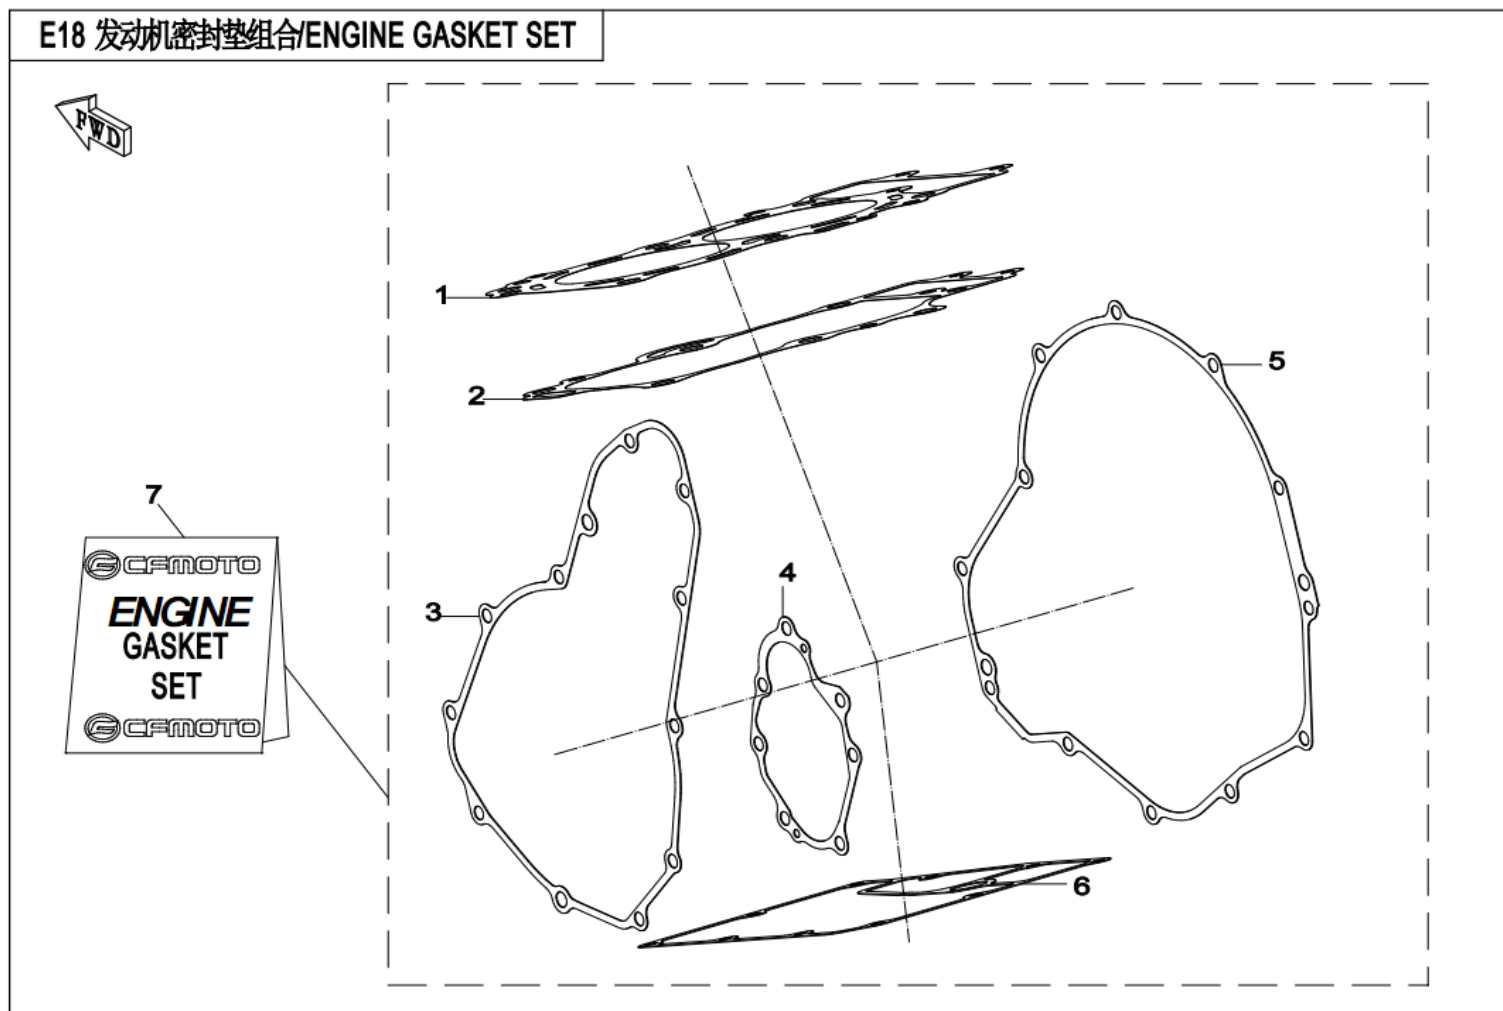 E18 发动机密封垫组合/ENGINE GASKET SET
FWD
1
2
5
7
CFMOTO
ENGINE
GASKET
SET
CFMOTO
3
4
6